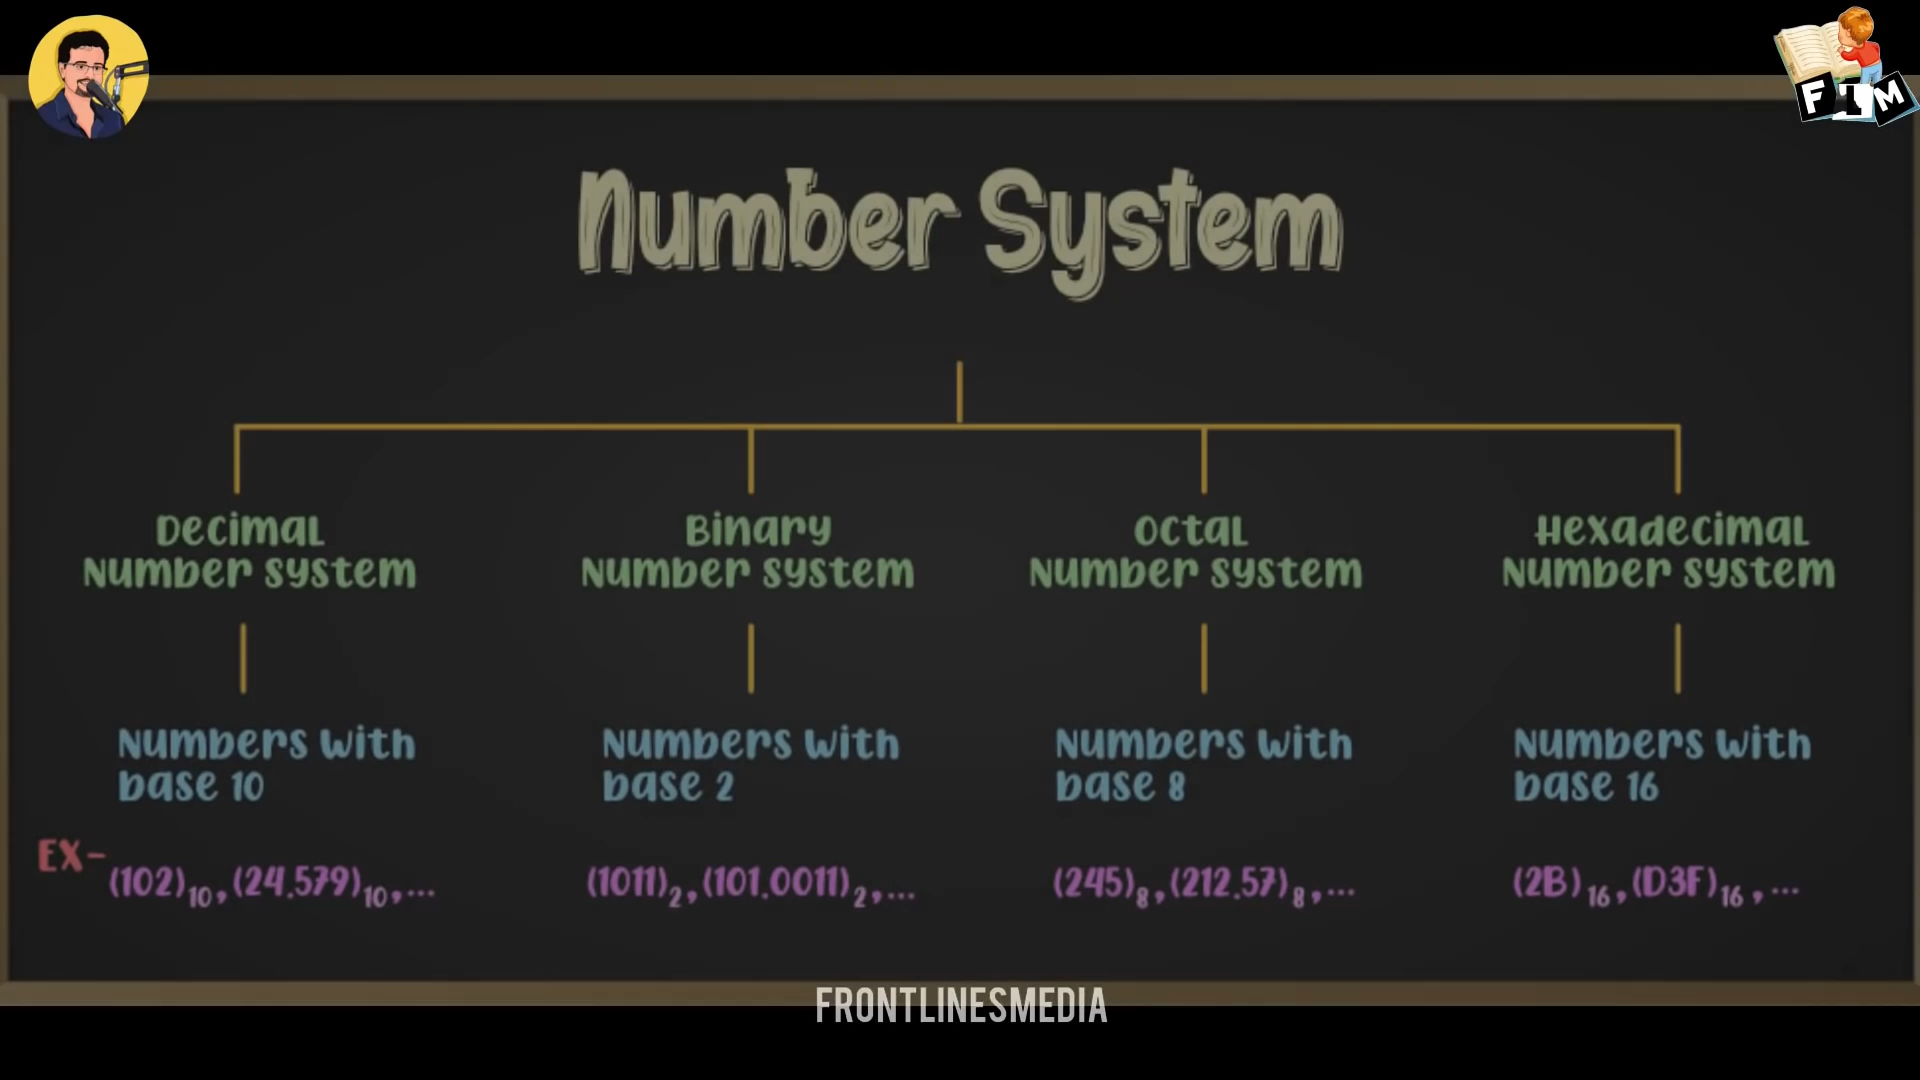 FIM
Number System
Decimal
Number system
Binary
Number system
Octal
Number system
Hexadecimal
Number system
Numbers with
base 10
Numbers with
base 2
Numbers with
base 8
Numbers with
base 16
EX-
(102)₁₀,(24.579)₁₀,...
(1011)₂,(101.0011)₂,...
(245)₈,(212.57)₈,...
(2B)₁₆,(D3F)₁₆,...
FRONTLINESMEDIA